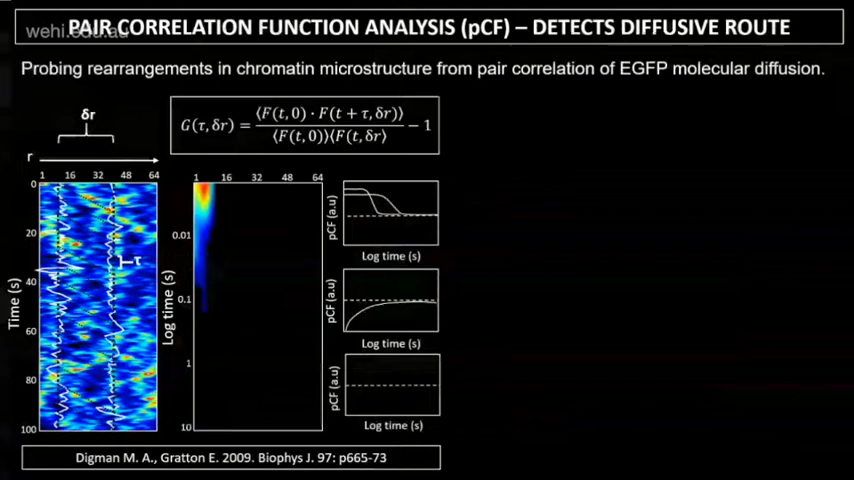 PAIR CORRELATION FUNCTION ANALYSIS (pCF) – DETECTS DIFFUSIVE ROUTE
wehi.edu.au
Probing rearrangements in chromatin microstructure from pair correlation of EGFP molecular diffusion.
δr
G(τ, δr) = ⟨F(t, 0) · F(t + τ, δr)⟩ / ⟨F(t, 0)⟩⟨F(t, δr⟩ − 1
r
1 16 32 48 64
1 16 32 48 64
Time (s)
0
20
40
60
80
100
τ
Log time (s)
0.01
0.1
1
10
pCF (a.u)
Log time (s)
pCF (a.u)
Log time (s)
pCF (a.u)
Log time (s)
Digman M. A., Gratton E. 2009. Biophys J. 97: p665-73